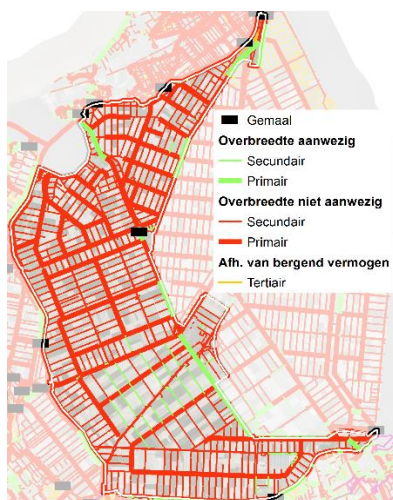 Gemaal
Overbreedte aanwezig
Secundair
Primair
Overbreedte niet aanwezig
Secundair
Primair
Afh. van bergend vermogen
Tertiair